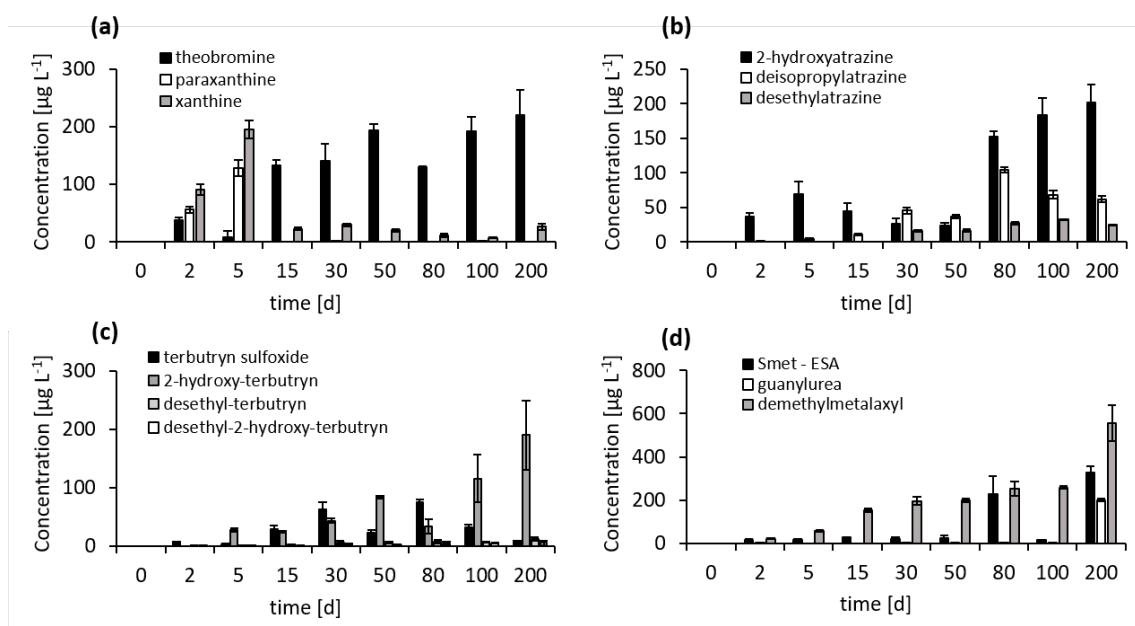 (a)
theobromine
paraxanthine
xanthine
Concentration [µg L⁻¹]
300
200
100
0
0 2 5 15 30 50 80 100 200
time [d]
(b)
2-hydroxyatrazine
deisopropylatrazine
desethylatrazine
Concentration [µg L⁻¹]
250
200
150
100
50
0
0 2 5 15 30 50 80 100 200
time [d]
(c)
terbutryn sulfoxide
2-hydroxy-terbutryn
desethyl-terbutryn
desethyl-2-hydroxy-terbutryn
Concentration [µg L⁻¹]
300
200
100
0
0 2 5 15 30 50 80 100 200
time [d]
(d)
Smet - ESA
guanylurea
demethylmetalaxyl
Concentration [µg L⁻¹]
800
600
400
200
0
0 2 5 15 30 50 80 100 200
time [d]